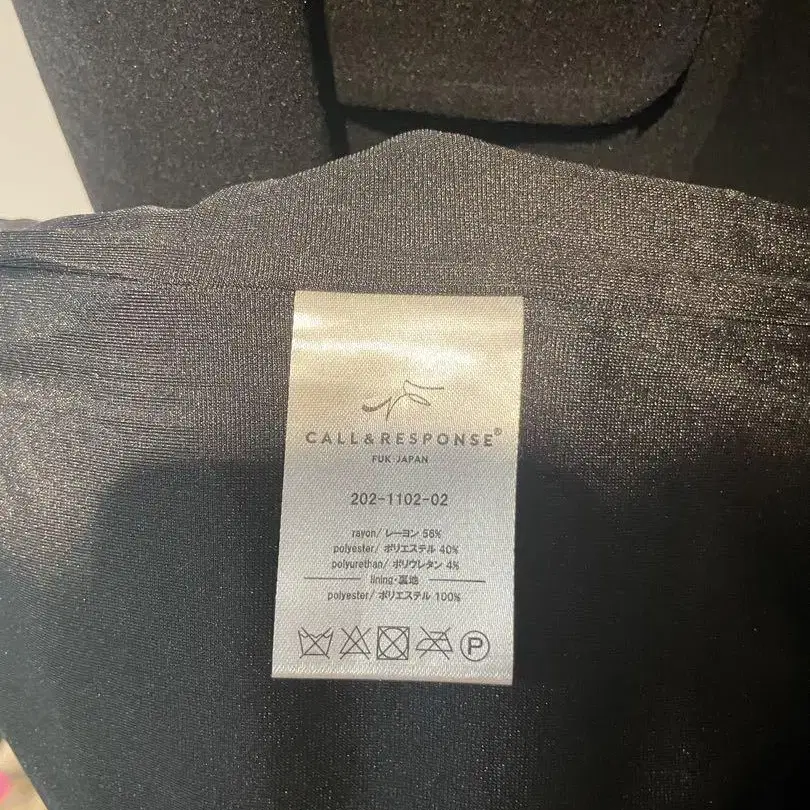 CALL&RESPONSE®
FUK JAPAN
202-1102-02
rayon/ レーヨン 56%
polyester/ ポリエステル 40%
polyurethan/ ポリウレタン 4%
lining・裏地
polyester/ ポリエステル 100%
P